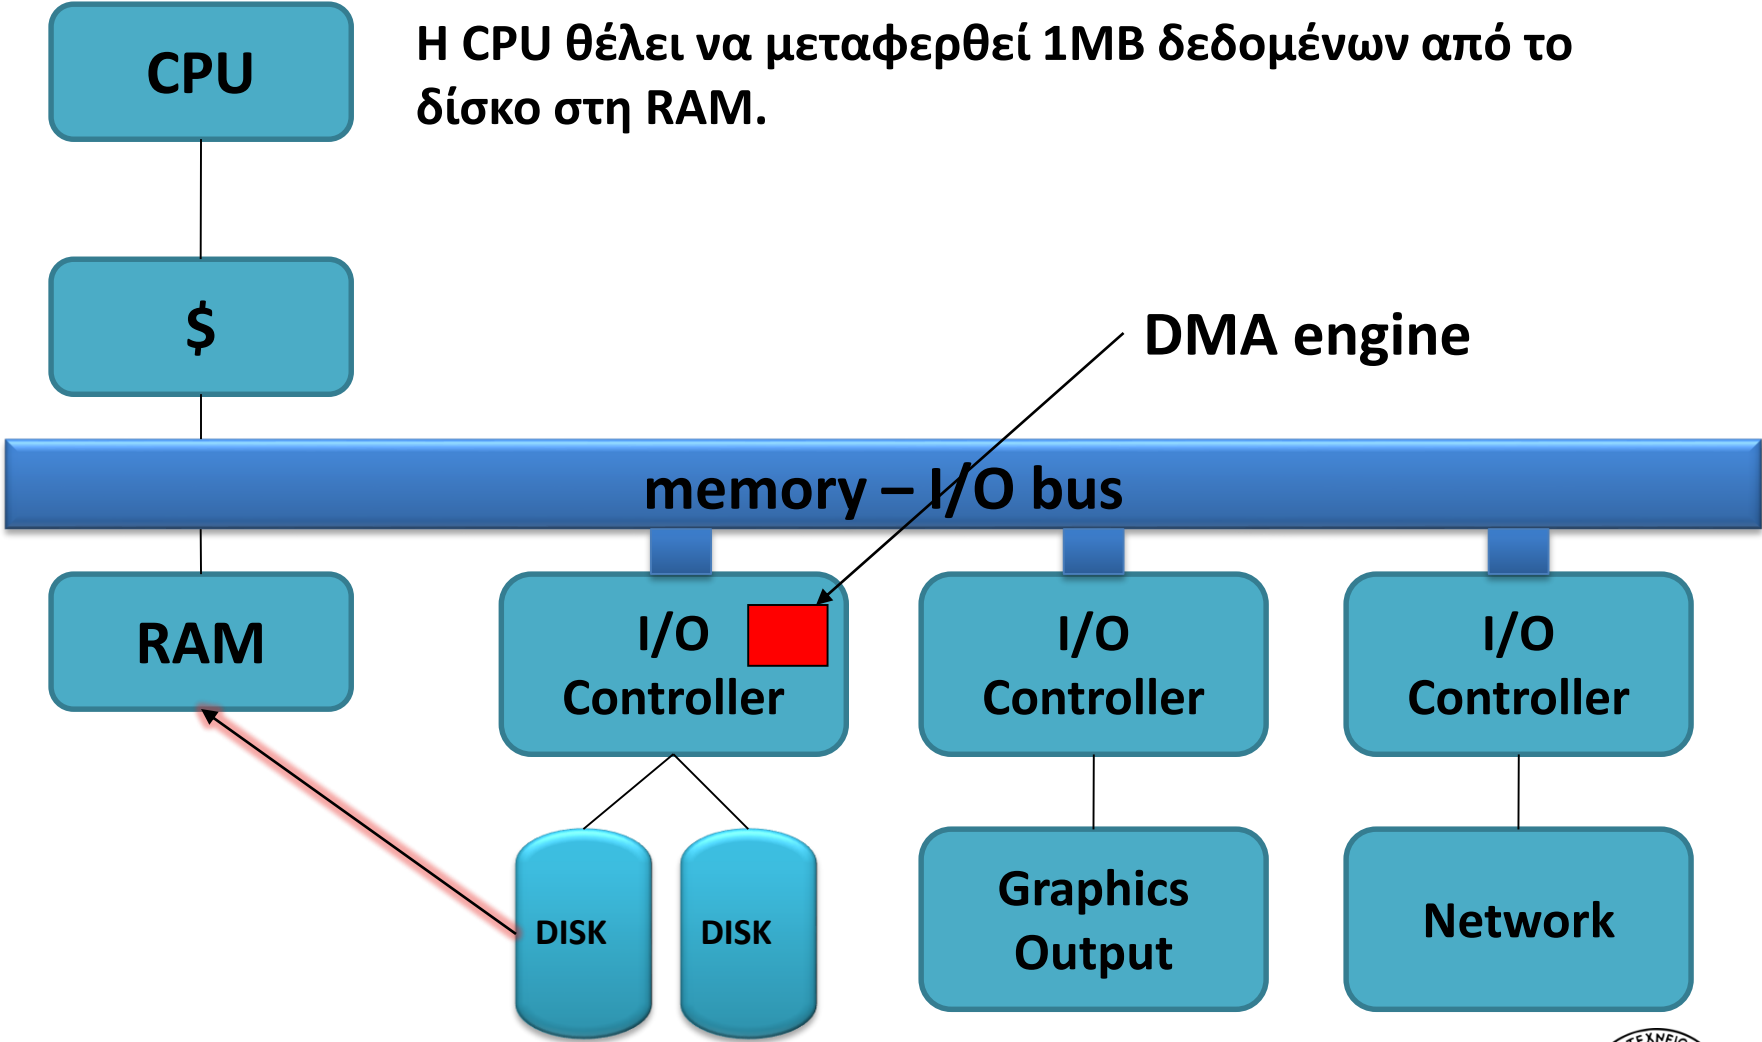 CPU
Η CPU θέλει να μεταφερθεί 1MB δεδομένων από το
δίσκο στη RAM.
$
DMA engine
memory – I/O bus
RAM
I/O
Controller
I/O
Controller
I/O
Controller
DISK
DISK
Graphics
Output
Network